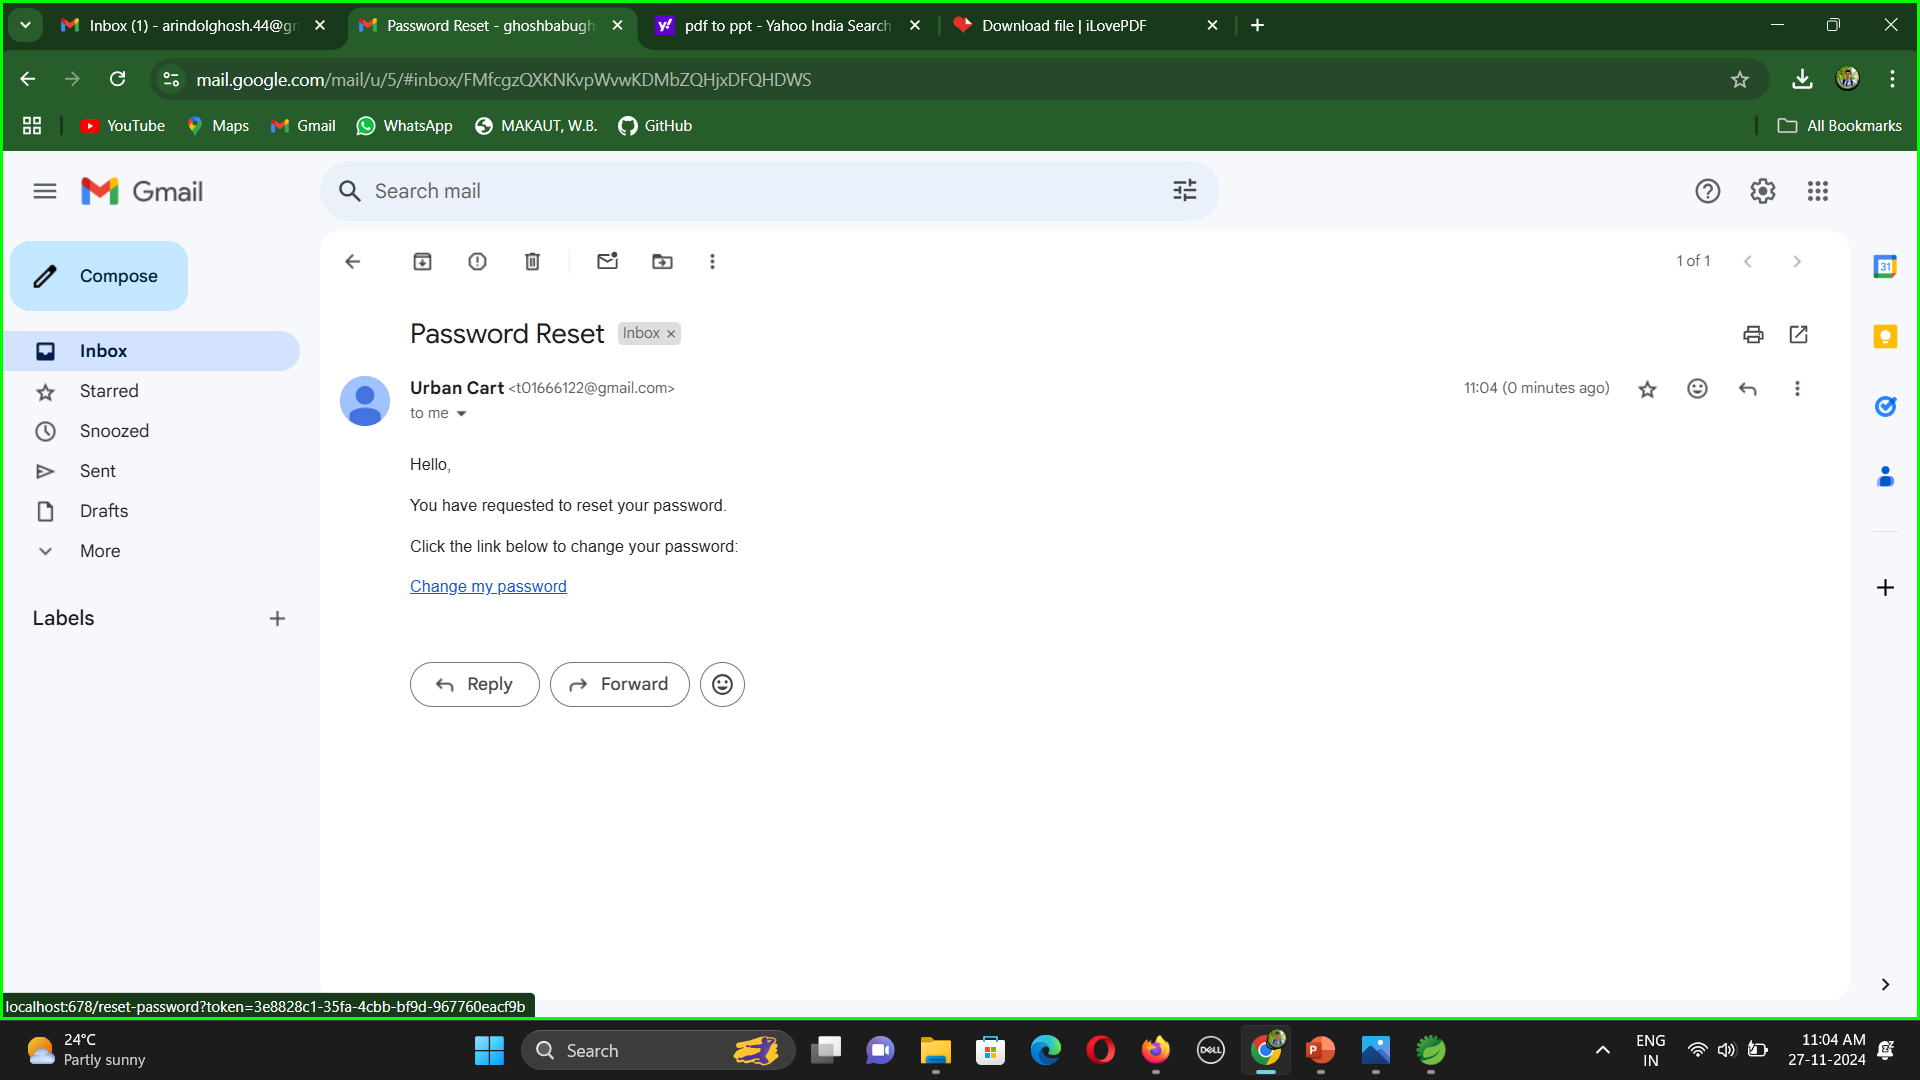 Inbox (1) - arindolghosh.44@gm
Password Reset - ghoshbabugh
pdf to ppt - Yahoo India Search
Download file | iLovePDF
mail.google.com/mail/u/5/#inbox/FMfcgzQXKNKvpWvwKDMbZQHjxDFQHDWS
YouTube
Maps
Gmail
WhatsApp
MAKAUT, W.B.
GitHub
All Bookmarks
Gmail
Search mail
Compose
1 of 1
Password Reset
Inbox ×
Inbox
Starred
Snoozed
Sent
Drafts
More
Labels
Urban Cart <t01666122@gmail.com>
11:04 (0 minutes ago)
to me
Hello,
You have requested to reset your password.
Click the link below to change your password:
Change my password
Reply
Forward
31
localhost:678/reset-password?token=3e8828c1-35fa-4cbb-bf9d-967760eacf9b
24°C
Partly sunny
Search
DELL
ENG
IN
11:04 AM
27-11-2024